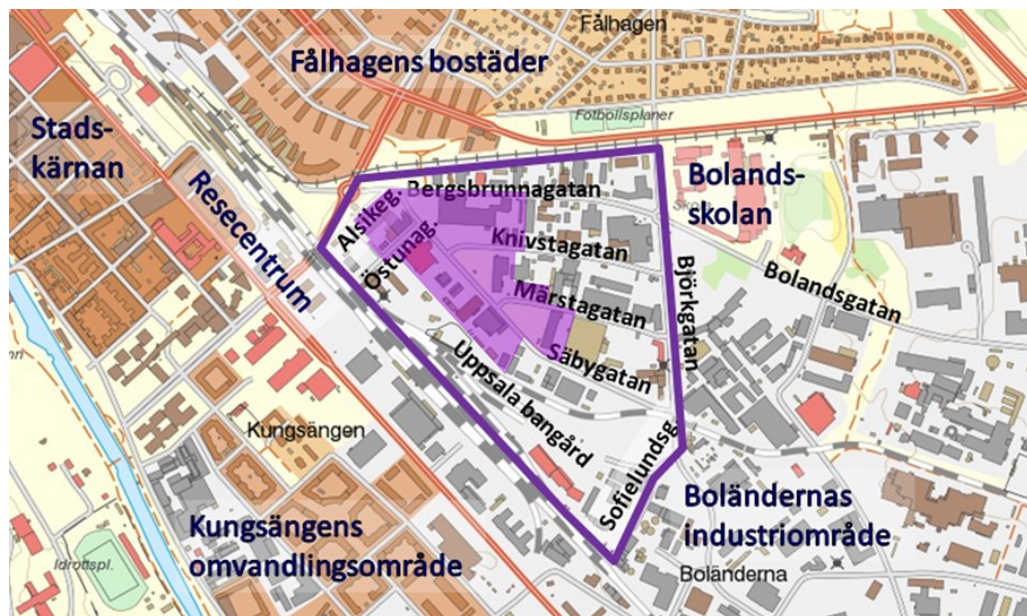 Fålhagen
Fålhagens bostäder
Fotbollsplaner
Stads-
kärnan
Resecentrum
Bergsbrunnagatan
Alsikeg.
Östunag.
Knivstagatan
Märstagatan
Säbygatan
Björkgatan
Bolands-
skolan
Bolandsgatan
Uppsala bangård
Sofielundsg.
Kungsängen
Kungsängens
omvandlingsområde
Boländernas
industriområde
Boländerna
Idrottspl.